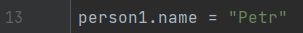 13 person1.name = "Petr"